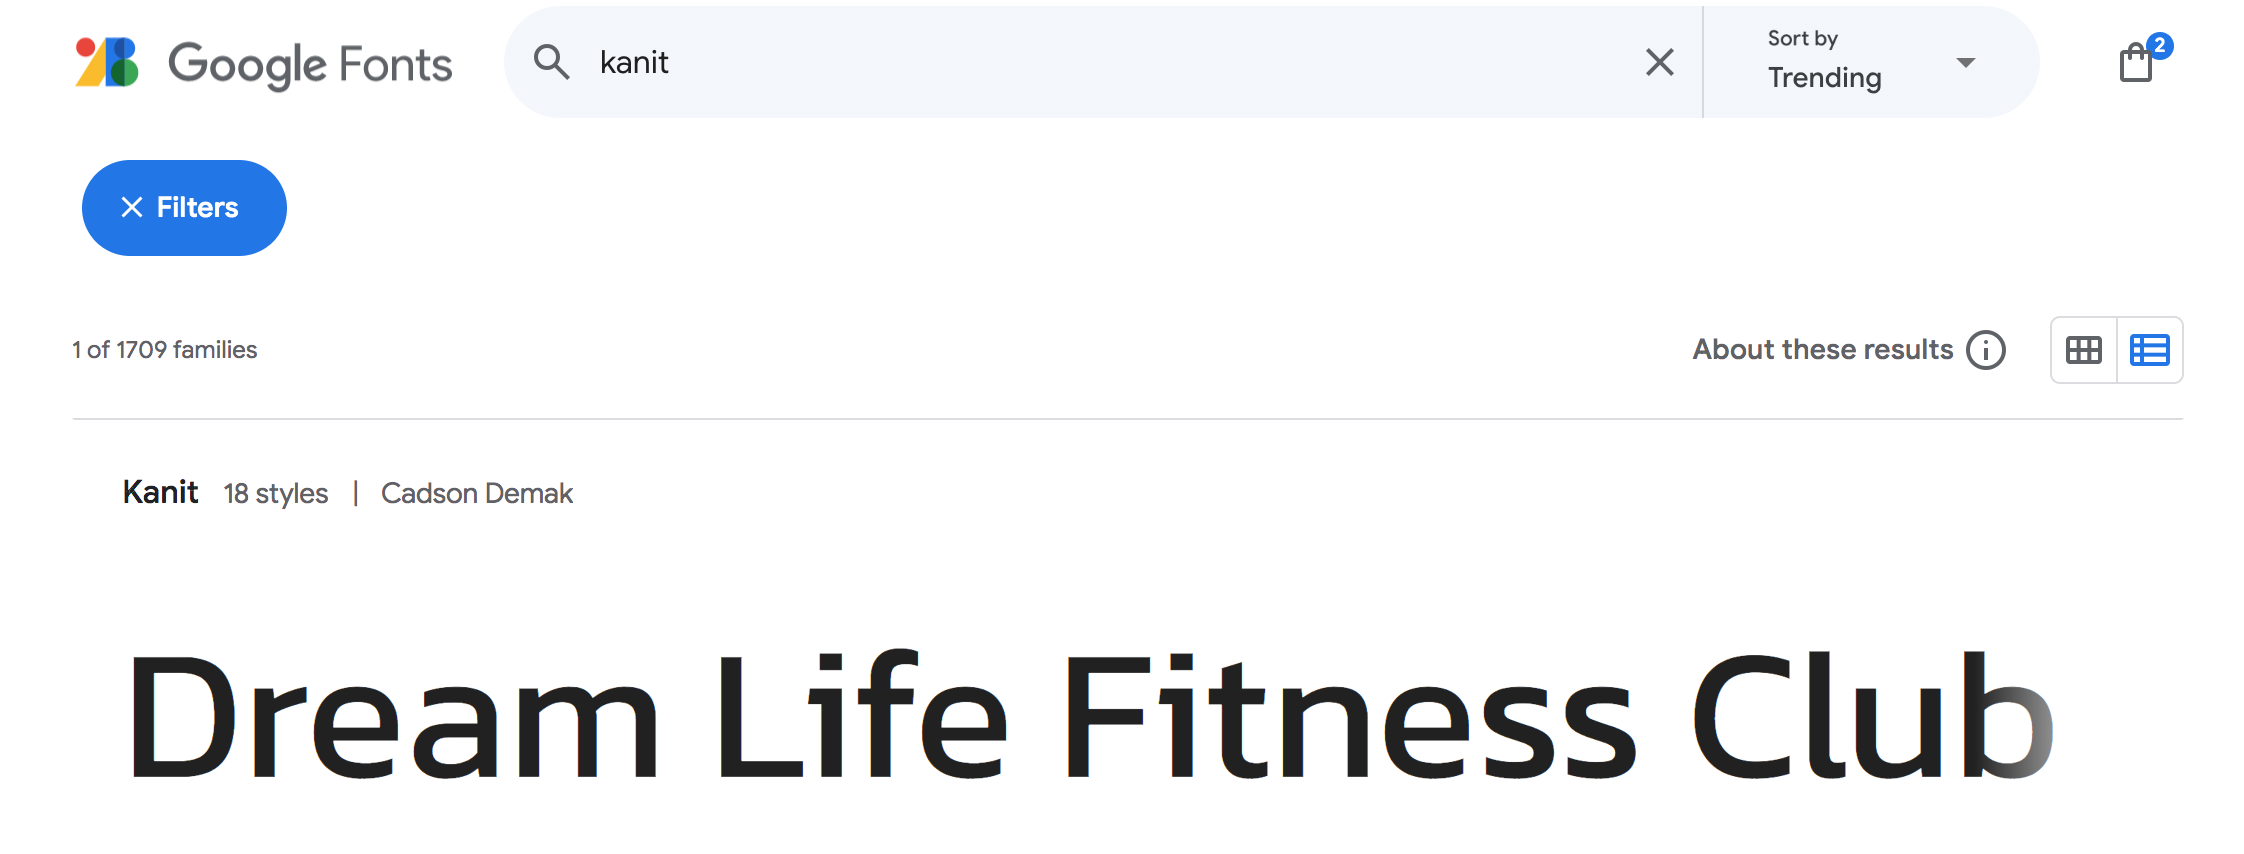 Google Fonts
kanit
Sort by
Trending
2
Filters
1 of 1709 families
About these results
Kanit 18 styles | Cadson Demak
Dream Life Fitness Club